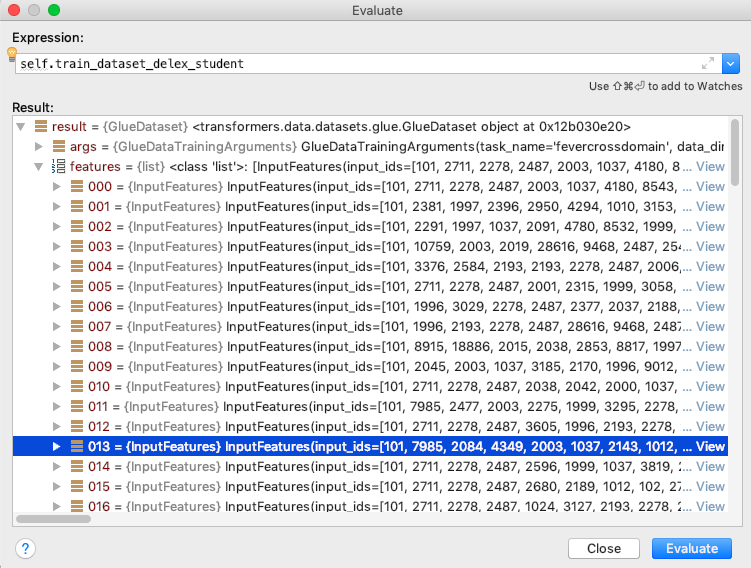 Evaluate
Expression:
self.train_dataset_delex_student
Use ⇧⌘⏎ to add to Watches
Result:
result = {GlueDataset} <transformers.data.datasets.glue.GlueDataset object at 0x12b030e20>
args = {GlueDataTrainingArguments} GlueDataTrainingArguments(task_name='fevercrossdomain', data_dir
features = {list} <class 'list'>: [InputFeatures(input_ids=[101, 2711, 2278, 2487, 2003, 1037, 4180, 8... View
000 = {InputFeatures} InputFeatures(input_ids=[101, 2711, 2278, 2487, 2003, 1037, 4180, 8543, ... View
001 = {InputFeatures} InputFeatures(input_ids=[101, 2381, 1997, 2396, 2950, 4294, 1010, 3153, ... View
002 = {InputFeatures} InputFeatures(input_ids=[101, 2291, 1997, 1037, 2091, 4780, 8532, 1999, ... View
003 = {InputFeatures} InputFeatures(input_ids=[101, 10759, 2003, 2019, 28616, 9468, 2487, 254... View
004 = {InputFeatures} InputFeatures(input_ids=[101, 3376, 2584, 2193, 2193, 2278, 2487, 2006, ... View
005 = {InputFeatures} InputFeatures(input_ids=[101, 2711, 2278, 2487, 2001, 2315, 1999, 3058, ... View
006 = {InputFeatures} InputFeatures(input_ids=[101, 1996, 3029, 2278, 2487, 2377, 2037, 2188, ... View
007 = {InputFeatures} InputFeatures(input_ids=[101, 1996, 2193, 2278, 2487, 28616, 9468, 2487... View
008 = {InputFeatures} InputFeatures(input_ids=[101, 8915, 18886, 2015, 2038, 2853, 8817, 1997... View
009 = {InputFeatures} InputFeatures(input_ids=[101, 2045, 2003, 1037, 3185, 2170, 1996, 9012, ... View
010 = {InputFeatures} InputFeatures(input_ids=[101, 2711, 2278, 2487, 2038, 2042, 2000, 1037, ... View
011 = {InputFeatures} InputFeatures(input_ids=[101, 7985, 2477, 2003, 2275, 1999, 3295, 2278, ... View
012 = {InputFeatures} InputFeatures(input_ids=[101, 2711, 2278, 2487, 3605, 1996, 2193, 2278, ... View
013 = {InputFeatures} InputFeatures(input_ids=[101, 7985, 2084, 4349, 2003, 1037, 2143, 1012, ... View
014 = {InputFeatures} InputFeatures(input_ids=[101, 2711, 2278, 2487, 2596, 1999, 1037, 3819, 2... View
015 = {InputFeatures} InputFeatures(input_ids=[101, 2711, 2278, 2487, 2680, 2189, 1012, 102, 27... View
016 = {InputFeatures} InputFeatures(input_ids=[101, 2711, 2278, 2487, 1024, 3127, 2193, 2278, 2... View
?
Close
Evaluate